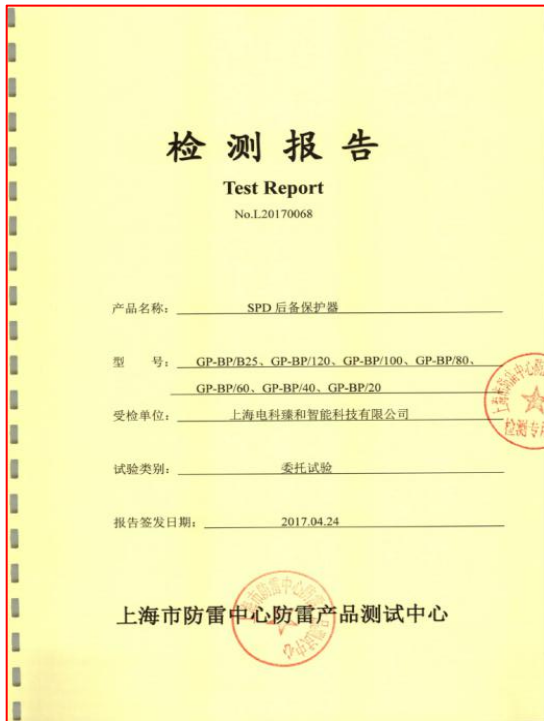 检测报告
Test Report
No.L20170068
产品名称： SPD 后备保护器
型 号： GP-BP/B25、GP-BP/120、GP-BP/100、GP-BP/80、
GP-BP/60、GP-BP/40、GP-BP/20
受检单位： 上海电科臻和智能科技有限公司
检测专用
试验类别： 委托试验
报告签发日期： 2017.04.24
上海市防雷中心防雷产品测试中心